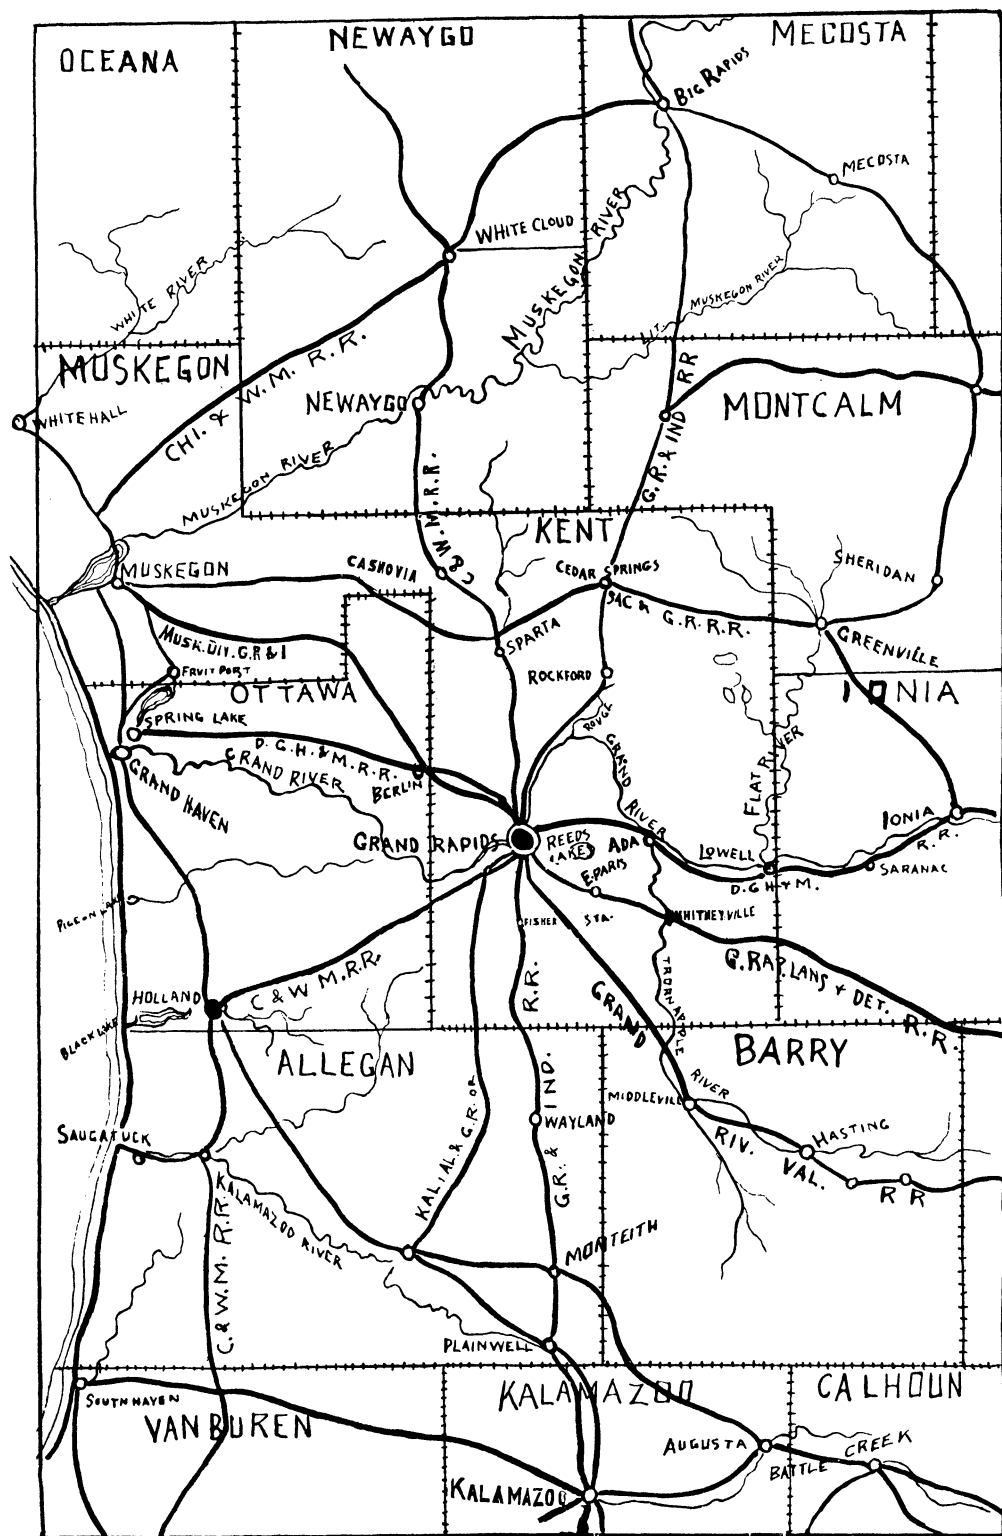 OCEANA
NEWAYGO
MECOSTA
BIG RAPIDS
MECOSTA
WHITE CLOUD
MUSKEGON RIVER
WHITE RIVER
LIT. MUSKEGON RIVER
MUSKEGON
WHITEHALL
CHI. & W. M. R. R.
NEWAYGO
G. R. & IND RR
MONTCALM
MUSKEGON RIVER
C & W. M. R. R.
KENT
MUSKEGON
CASNOVIA
CEDAR SPRINGS
SHERIDAN
SAC & G. R. R. R.
MUSK. DIV. G. R & I
SPARTA
GREENVILLE
FRUITPORT
OTTAWA
ROCKFORD
IONIA
SPRING LAKE
D. G. H. & M. R. R.
GRAND RIVER
BERLIN
ROUGE
GRAND RIVER
FLAT RIVER
GRAND HAVEN
GRAND RAPIDS
REEDS LAKE
ADA
LOWELL
IONIA
R. R.
D. G H & M.
SARANAC
E. PARIS
PIGEON LAKE
FISHER STA.
WHITNEYVILLE
G. RAP. LANS & DET. R. R.
HOLLAND
C & W M. R. R.
R. R.
GRAND
THORNAPPLE
RIVER
BLACK LAKE
ALLEGAN
BARRY
KAL. AL. & G. R. OR
G. R. & IND.
WAYLAND
MIDDLEVILL
RIV. VAL. R R
HASTING
SAUGATUCK
KALAMAZOO RIVER
C. & W. M. R. R.
MONTEITH
PLAINWELL
SOUTH HAVEN
VAN BUREN
KALAMAZOO
CALHOUN
AUGUSTA
BATTLE CREEK
KALAMAZOO